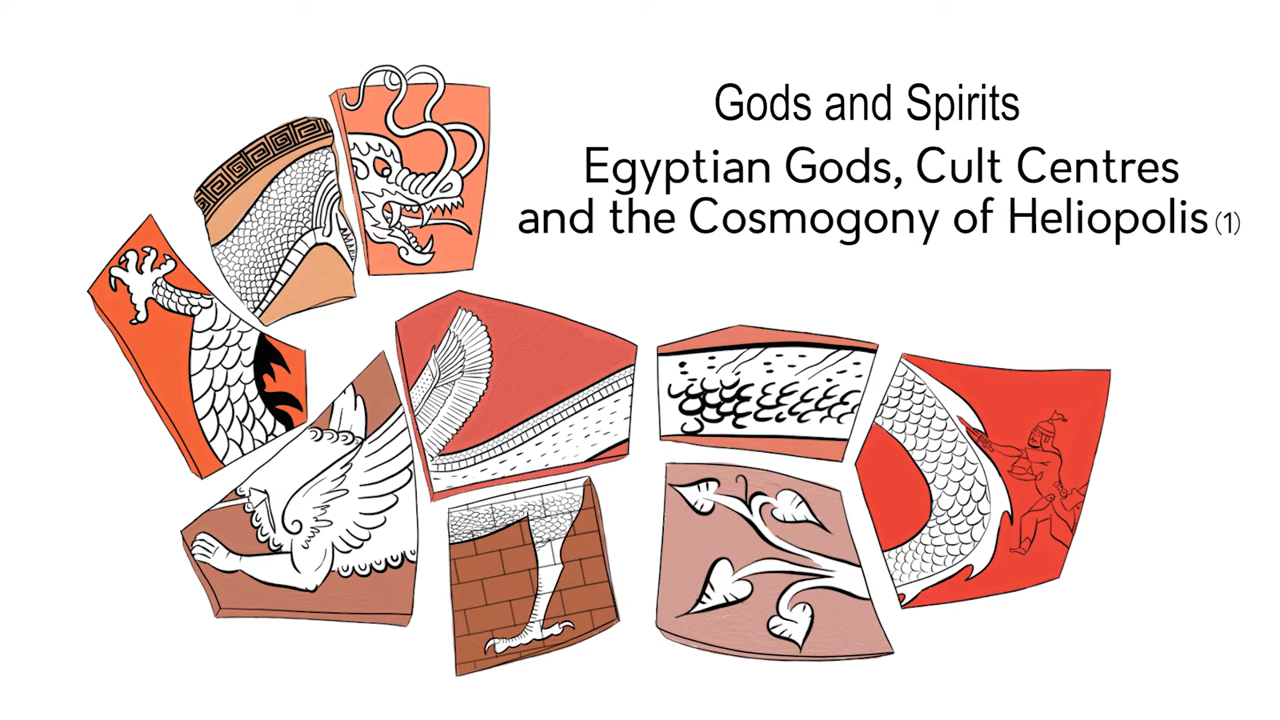 Gods and Spirits
Egyptian Gods, Cult Centres
and the Cosmogony of Heliopolis (1)